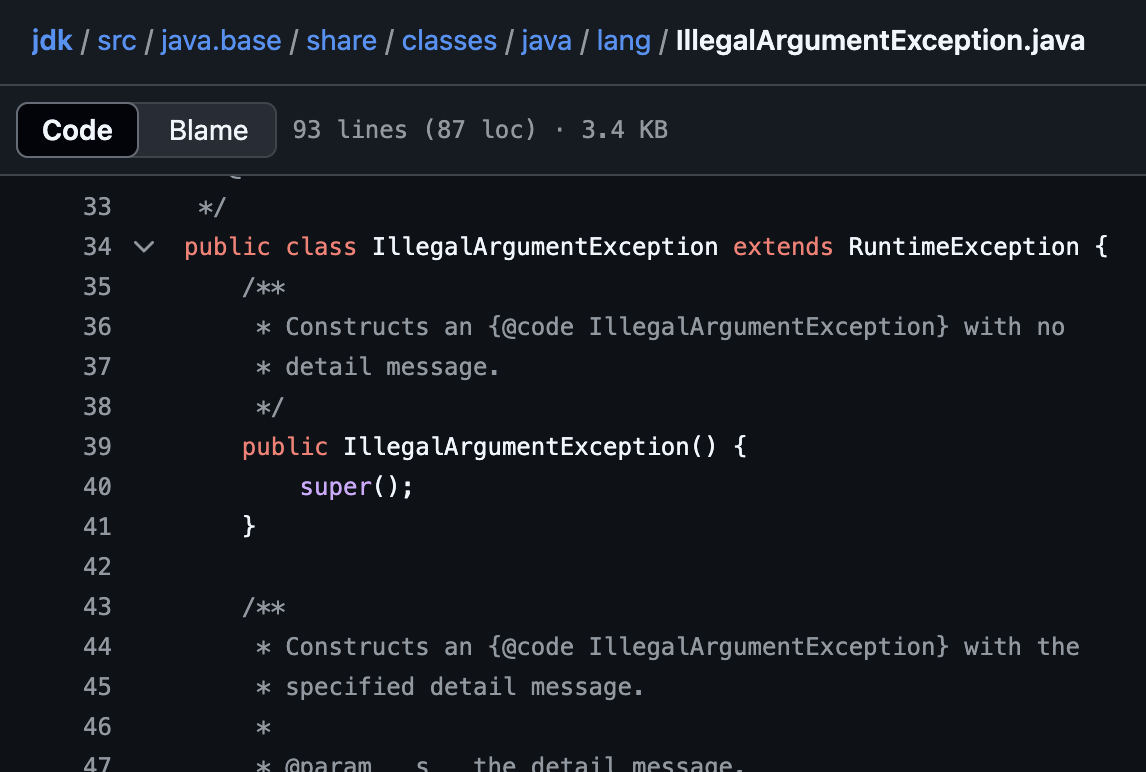 jdk / src / java.base / share / classes / java / lang / IllegalArgumentException.java
Code Blame 93 lines (87 loc) · 3.4 KB
33 */
34 public class IllegalArgumentException extends RuntimeException {
35 /**
36 * Constructs an {@code IllegalArgumentException} with no
37 * detail message.
38 */
39 public IllegalArgumentException() {
40 super();
41 }
42
43 /**
44 * Constructs an {@code IllegalArgumentException} with the
45 * specified detail message.
46 *
47 * @param s the detail message.